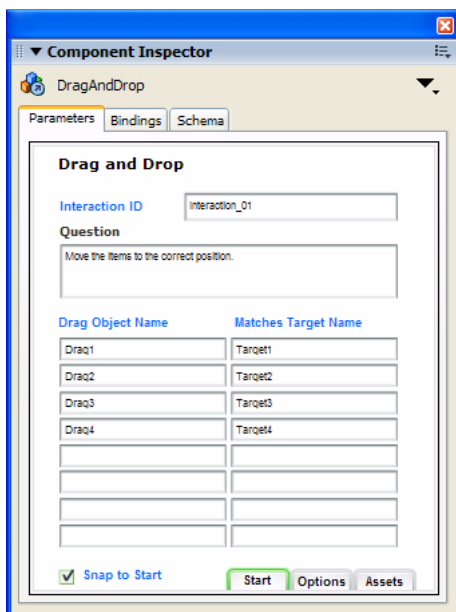 Component Inspector
DragAndDrop
Parameters Bindings Schema
Drag and Drop
Interaction ID Interaction_01
Question
Move the items to the correct position.
Drag Object Name Matches Target Name
Drag1 Target1
Drag2 Target2
Drag3 Target3
Drag4 Target4
Snap to Start Start Options Assets